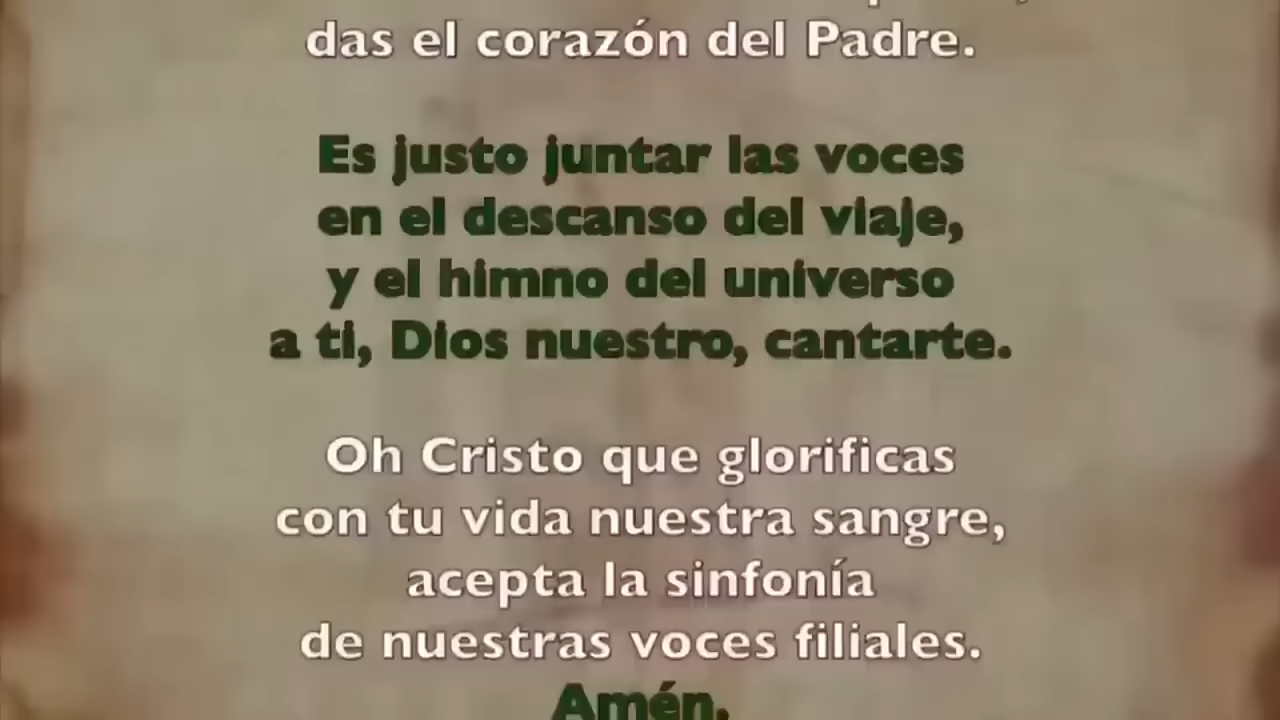 das el corazón del Padre.
Es justo juntar las voces
en el descanso del viaje,
y el himno del universo
a ti, Dios nuestro, cantarte.
Oh Cristo que glorificas
con tu vida nuestra sangre,
acepta la sinfonía
de nuestras voces filiales.
Amén.